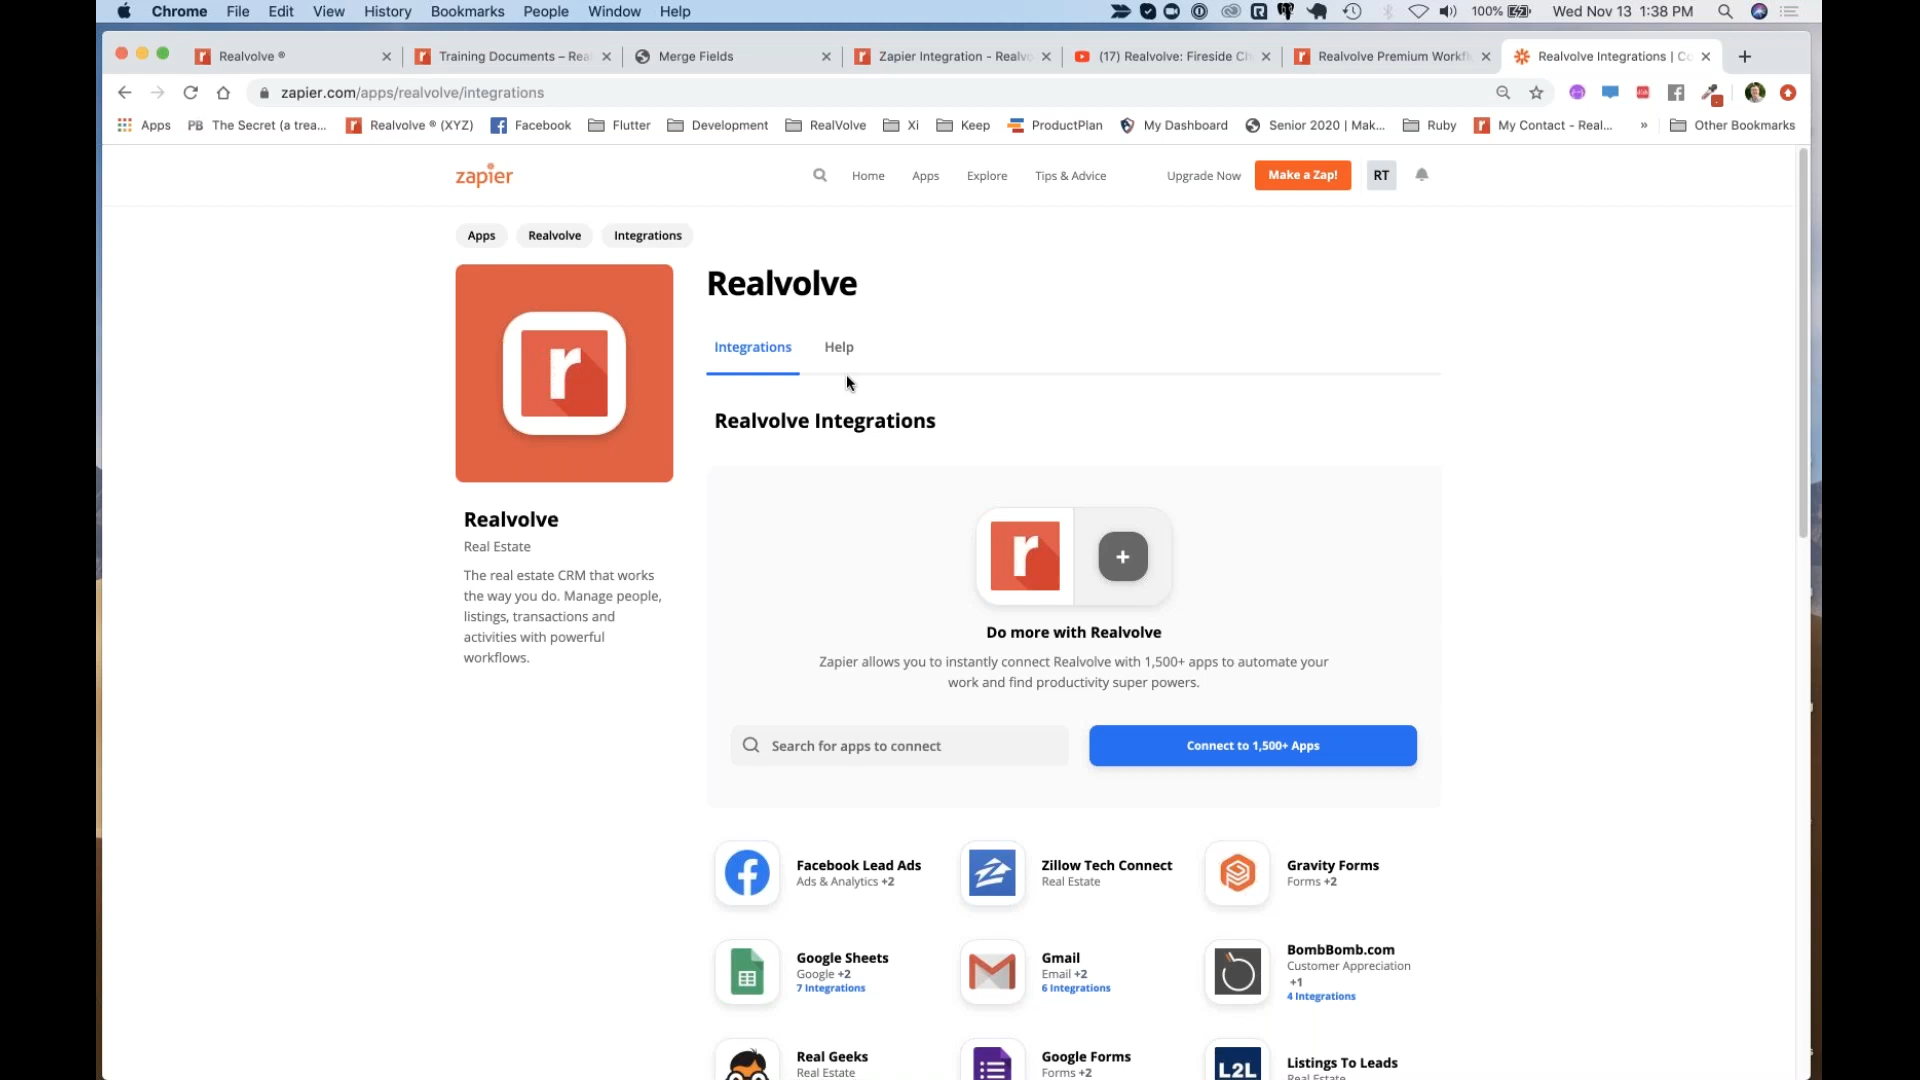 Chrome File Edit View History Bookmarks People Window Help 100% Wed Nov 13 1:38 PM
Realvolve ® Training Documents – Rea Merge Fields Zapier Integration - Realvo (17) Realvolve: Fireside Ch Realvolve Premium Workfl Realvolve Integrations | Co
zapier.com/apps/realvolve/integrations
Apps PB The Secret (a trea... Realvolve ® (XYZ) Facebook Flutter Development RealVolve Xi Keep ProductPlan My Dashboard Senior 2020 | Mak... Ruby My Contact - Real... » Other Bookmarks
zapier Home Apps Explore Tips & Advice Upgrade Now Make a Zap! RT
Apps Realvolve Integrations
Realvolve
Integrations Help
Realvolve Integrations
Realvolve
Real Estate
The real estate CRM that works
the way you do. Manage people,
listings, transactions and
activities with powerful
workflows.
Do more with Realvolve
Zapier allows you to instantly connect Realvolve with 1,500+ apps to automate your
work and find productivity super powers.
Search for apps to connect Connect to 1,500+ Apps
Facebook Lead Ads
Ads & Analytics +2
Zillow Tech Connect
Real Estate
Gravity Forms
Forms +2
Google Sheets
Google +2
7 Integrations
Gmail
Email +2
6 Integrations
BombBomb.com
Customer Appreciation
+1
4 Integrations
Real Geeks
Real Estate
Google Forms
Forms +2
L2L
Listings To Leads
Real Estate